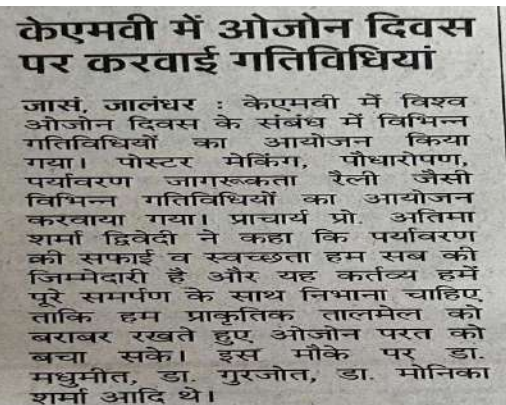 केएमवी में ओजोन दिवस
पर करवाई गतिविधियां
जासं, जालंधर : केएमवी में विश्व
ओजोन दिवस के संबंध में विभिन्न
गतिविधियों का आयोजन किया
गया। पोस्टर मेकिंग, पौधारोपण,
पर्यावरण जागरूकता रैली जैसी
विभिन्न गतिविधियों का आयोजन
करवाया गया। प्राचार्य प्रो. अतिमा
शर्मा द्विवेदी ने कहा कि पर्यावरण
की सफाई व स्वच्छता हम सब की
जिम्मेदारी है और यह कर्तव्य हमें
पूरे समर्पण के साथ निभाना चाहिए
ताकि हम प्राकृतिक तालमेल को
बराबर रखते हुए ओजोन परत को
बचा सके। इस मौके पर डा.
मधुमीत, डा. गुरजोत, डा. मोनिका
शर्मा आदि थे।